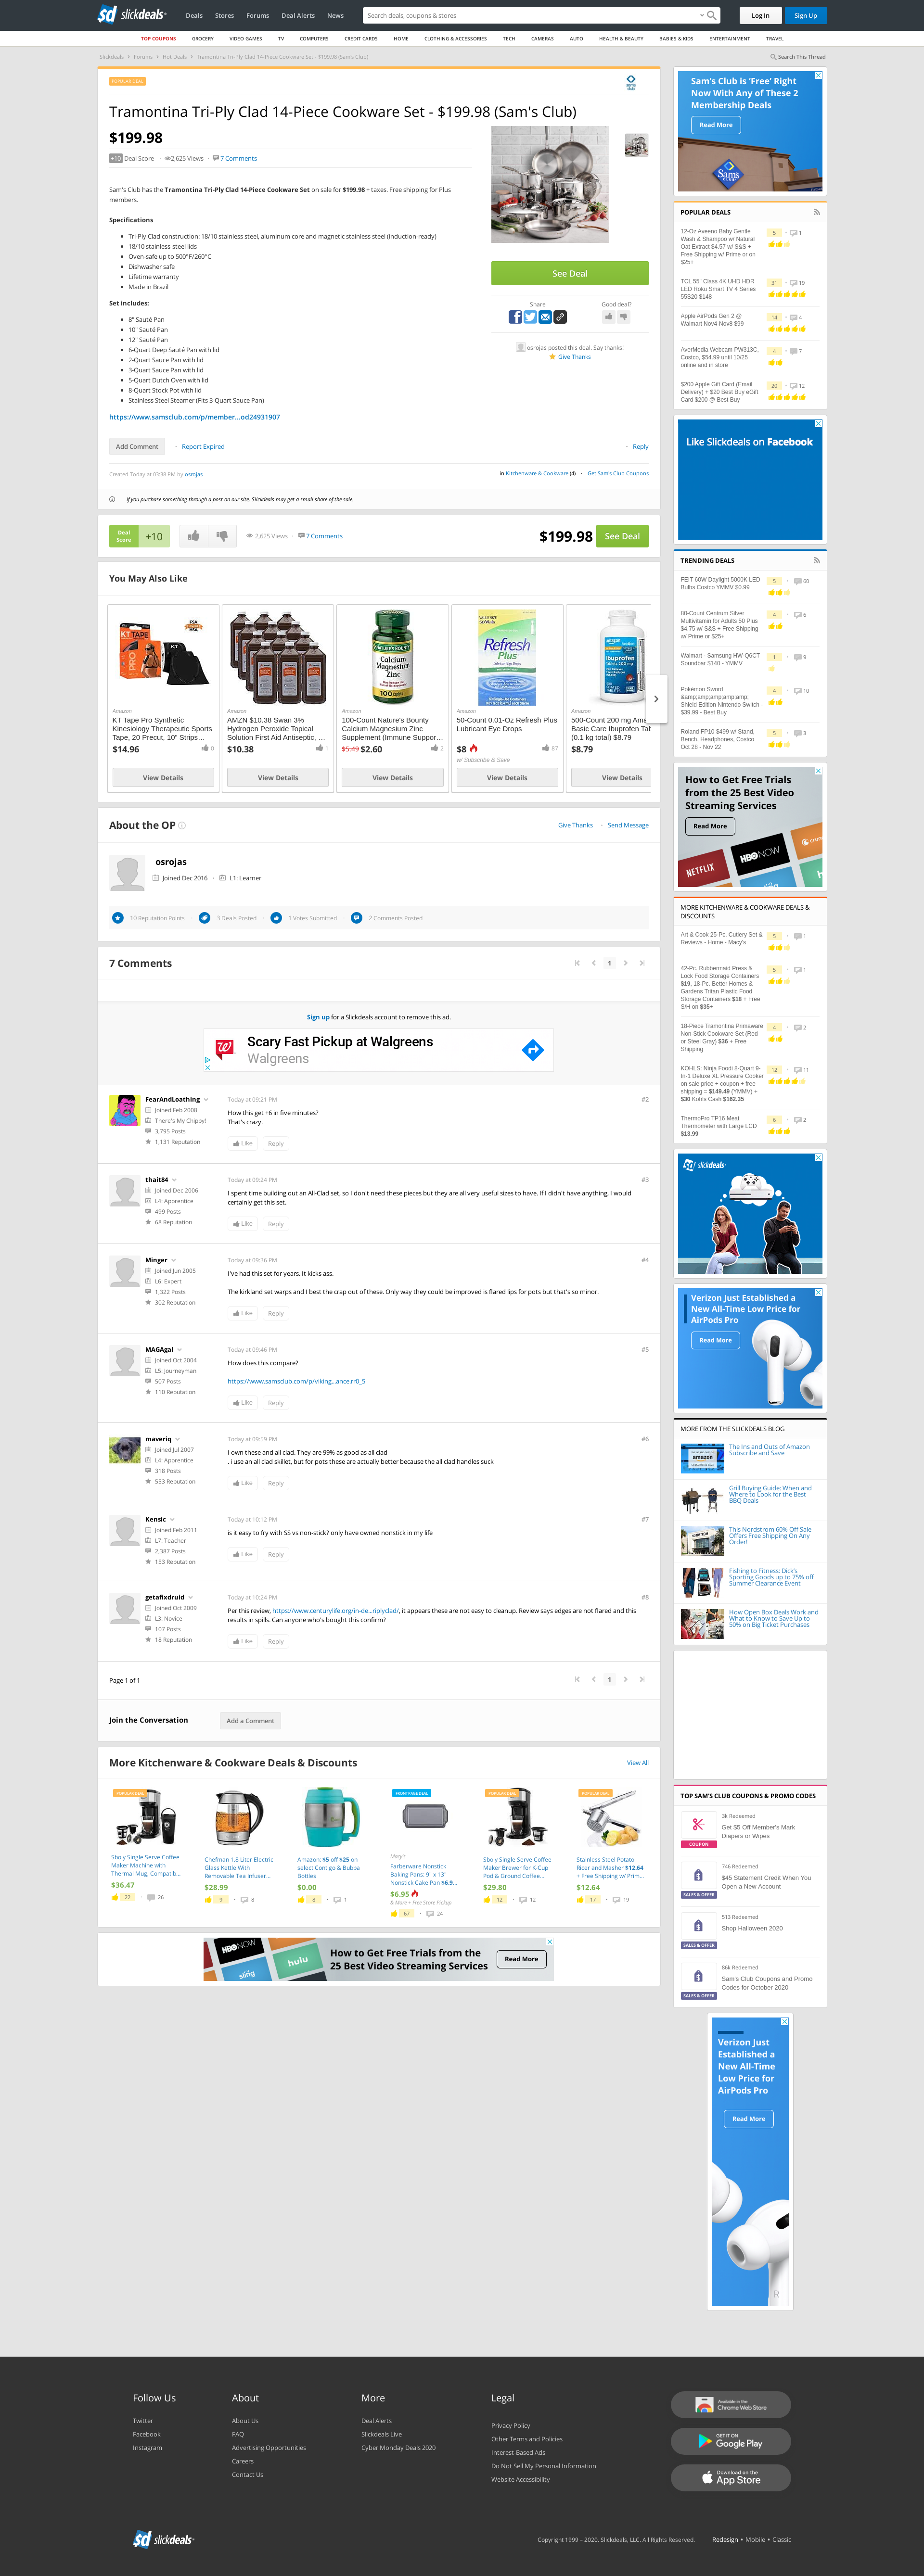 slickdeals
Deals
Stores
Forums
Deal Alerts
News
Search deals, coupons & stores
Log In
Sign Up
TOP COUPONS
GROCERY
VIDEO GAMES
TV
COMPUTERS
CREDIT CARDS
HOME
CLOTHING & ACCESSORIES
TECH
CAMERAS
AUTO
HEALTH & BEAUTY
BABIES & KIDS
ENTERTAINMENT
TRAVEL
Slickdeals > Forums > Hot Deals > Tramontina Tri-Ply Clad 14-Piece Cookware Set - $199.98 (Sam's Club)
Search This Thread
POPULAR DEAL
Tramontina Tri-Ply Clad 14-Piece Cookware Set - $199.98 (Sam's Club)
$199.98
+10 Deal Score
2,625 Views
7 Comments
Sam's Club has the Tramontina Tri-Ply Clad 14-Piece Cookware Set on sale for $199.98 + taxes. Free shipping for Plus
members.
Specifications
Tri-Ply Clad construction: 18/10 stainless steel, aluminum core and magnetic stainless steel (induction-ready)
18/10 stainless-steel lids
Oven-safe up to 500°F/260°C
Dishwasher safe
Lifetime warranty
Made in Brazil
Set includes:
8" Sauté Pan
10" Sauté Pan
12" Sauté Pan
6-Quart Deep Sauté Pan with lid
2-Quart Sauce Pan with lid
3-Quart Sauce Pan with lid
5-Quart Dutch Oven with lid
8-Quart Stock Pot with lid
Stainless Steel Steamer (Fits 3-Quart Sauce Pan)
https://www.samsclub.com/p/member...od24931907
See Deal
Share
Good deal?
osrojas posted this deal. Say thanks!
Give Thanks
Add Comment
Report Expired
Reply
Created Today at 03:38 PM by osrojas
in Kitchenware & Cookware (4)
Get Sam's Club Coupons
If you purchase something through a post on our site, Slickdeals may get a small share of the sale.
Deal
Score
+10
2,625 Views
7 Comments
$199.98
See Deal
You May Also Like
Amazon
KT Tape Pro Synthetic
Kinesiology Therapeutic Sports
Tape, 20 Precut, 10" Strips…
$14.96
0
View Details
Amazon
AMZN $10.38 Swan 3%
Hydrogen Peroxide Topical
Solution First Aid Antiseptic, …
$10.38
1
View Details
Amazon
100-Count Nature's Bounty
Calcium Magnesium Zinc
Supplement (Immune Suppor…
$5.49 $2.60
2
View Details
Amazon
50-Count 0.01-Oz Refresh Plus
Lubricant Eye Drops
$8
87
w/ Subscribe & Save
View Details
Amazon
500-Count 200 mg Ama
Basic Care Ibuprofen Tab
(0.1 kg total) $8.79
$8.79
View Details
About the OP
Give Thanks
Send Message
osrojas
Joined Dec 2016
L1: Learner
10 Reputation Points
3 Deals Posted
1 Votes Submitted
2 Comments Posted
7 Comments
1
Sign up for a Slickdeals account to remove this ad.
Scary Fast Pickup at Walgreens
Walgreens
FearAndLoathing
Joined Feb 2008
There's My Chippy!
3,795 Posts
1,131 Reputation
Today at 09:21 PM
#2
How this get +6 in five minutes?
That's crazy.
Like
Reply
thait84
Joined Dec 2006
L4: Apprentice
499 Posts
68 Reputation
Today at 09:24 PM
#3
I spent time building out an All-Clad set, so I don't need these pieces but they are all very useful sizes to have. If I didn't have anything, I would
certainly get this set.
Like
Reply
Minger
Joined Jun 2005
L6: Expert
1,322 Posts
302 Reputation
Today at 09:36 PM
#4
I've had this set for years. It kicks ass.
The kirkland set warps and I best the crap out of these. Only way they could be improved is flared lips for pots but that's so minor.
Like
Reply
MAGAgal
Joined Oct 2004
L5: Journeyman
507 Posts
110 Reputation
Today at 09:46 PM
#5
How does this compare?
https://www.samsclub.com/p/viking...ance.rr0_5
Like
Reply
maveriq
Joined Jul 2007
L4: Apprentice
318 Posts
553 Reputation
Today at 09:59 PM
#6
I own these and all clad. They are 99% as good as all clad
. i use an all clad skillet, but for pots these are actually better because the all clad handles suck
Like
Reply
Kensic
Joined Feb 2011
L7: Teacher
2,387 Posts
153 Reputation
Today at 10:12 PM
#7
is it easy to fry with SS vs non-stick? only have owned nonstick in my life
Like
Reply
getafixdruid
Joined Oct 2009
L3: Novice
107 Posts
18 Reputation
Today at 10:24 PM
#8
Per this review, https://www.centurylife.org/in-de...riplyclad/, it appears these are not easy to cleanup. Review says edges are not flared and this
results in spills. Can anyone who's bought this confirm?
Like
Reply
Page 1 of 1
1
Join the Conversation
Add a Comment
More Kitchenware & Cookware Deals & Discounts
View All
POPULAR DEAL
Sboly Single Serve Coffee
Maker Machine with
Thermal Mug, Compatib...
$36.47
22
26
Chefman 1.8 Liter Electric
Glass Kettle With
Removable Tea Infuser...
$28.99
9
8
Amazon: $5 off $25 on
select Contigo & Bubba
Bottles
$0.00
8
1
FRONTPAGE DEAL
Macy's
Farberware Nonstick
Baking Pans: 9" x 13"
Nonstick Cake Pan $6.9...
$6.95
& More + Free Store Pickup
67
24
POPULAR DEAL
Sboly Single Serve Coffee
Maker Brewer for K-Cup
Pod & Ground Coffee...
$29.80
12
12
POPULAR DEAL
Stainless Steel Potato
Ricer and Masher $12.64
+ Free Shipping w/ Prim...
$12.64
17
19
HBO NOW
hulu
sling
How to Get Free Trials from the
25 Best Video Streaming Services
Read More
Sam's Club is 'Free' Right
Now With Any of These 2
Membership Deals
Read More
Sam's
CLUB
POPULAR DEALS
12-Oz Aveeno Baby Gentle
Wash & Shampoo w/ Natural
Oat Extract $4.57 w/ S&S +
Free Shipping w/ Prime or on
$25+
5
1
TCL 55" Class 4K UHD HDR
LED Roku Smart TV 4 Series
55S20 $148
31
19
Apple AirPods Gen 2 @
Walmart Nov4-Nov8 $99
14
4
AverMedia Webcam PW313C,
Costco, $54.99 until 10/25
online and in store
4
7
$200 Apple Gift Card (Email
Delivery) + $20 Best Buy eGift
Card $200 @ Best Buy
20
12
Like Slickdeals on Facebook
TRENDING DEALS
FEIT 60W Daylight 5000K LED
Bulbs Costco YMMV $0.99
5
60
80-Count Centrum Silver
Multivitamin for Adults 50 Plus
$4.75 w/ S&S + Free Shipping
w/ Prime or $25+
4
6
Walmart - Samsung HW-Q6CT
Soundbar $140 - YMMV
1
9
Pokémon Sword
&amp;amp;amp;amp;amp;
Shield Edition Nintendo Switch -
$39.99 - Best Buy
4
10
Roland FP10 $499 w/ Stand,
Bench, Headphones, Costco
Oct 28 - Nov 22
5
3
How to Get Free Trials
from the 25 Best Video
Streaming Services
Read More
NETFLIX
HBO NOW
sling
MORE KITCHENWARE & COOKWARE DEALS &
DISCOUNTS
Art & Cook 25-Pc. Cutlery Set &
Reviews - Home - Macy's
5
1
42-Pc. Rubbermaid Press &
Lock Food Storage Containers
$19, 18-Pc. Better Homes &
Gardens Tritan Plastic Food
Storage Containers $18 + Free
S/H on $35+
5
1
18-Piece Tramontina Primaware
Non-Stick Cookware Set (Red
or Steel Gray) $36 + Free
Shipping
4
2
KOHLS: Ninja Foodi 8-Quart 9-
In-1 Deluxe XL Pressure Cooker
on sale price + coupon + free
shipping = $149.49 (YMMV) +
$30 Kohls Cash $162.35
12
11
ThermoPro TP16 Meat
Thermometer with Large LCD
$13.99
6
2
slickdeals
Verizon Just Established a
New All-Time Low Price for
AirPods Pro
Read More
MORE FROM THE SLICKDEALS BLOG
The Ins and Outs of Amazon
Subscribe and Save
Grill Buying Guide: When and
Where to Look for the Best
BBQ Deals
This Nordstrom 60% Off Sale
Offers Free Shipping On Any
Order!
Fishing to Fitness: Dick's
Sporting Goods up to 75% off
Summer Clearance Event
How Open Box Deals Work and
What to Know to Save Up to
50% on Big Ticket Purchases
TOP SAM'S CLUB COUPONS & PROMO CODES
COUPON
3k Redeemed
Get $5 Off Member's Mark
Diapers or Wipes
SALES & OFFER
746 Redeemed
$45 Statement Credit When You
Open a New Account
SALES & OFFER
513 Redeemed
Shop Halloween 2020
SALES & OFFER
86k Redeemed
Sam's Club Coupons and Promo
Codes for October 2020
Verizon Just
Established a
New All-Time
Low Price for
AirPods Pro
Read More
Follow Us
Twitter
Facebook
Instagram
About
About Us
FAQ
Advertising Opportunities
Careers
Contact Us
More
Deal Alerts
Slickdeals Live
Cyber Monday Deals 2020
Legal
Privacy Policy
Other Terms and Policies
Interest-Based Ads
Do Not Sell My Personal Information
Website Accessibility
Available in the
Chrome Web Store
GET IT ON
Google Play
Download on the
App Store
slickdeals
Copyright 1999 – 2020. Slickdeals, LLC. All Rights Reserved.
Redesign • Mobile • Classic